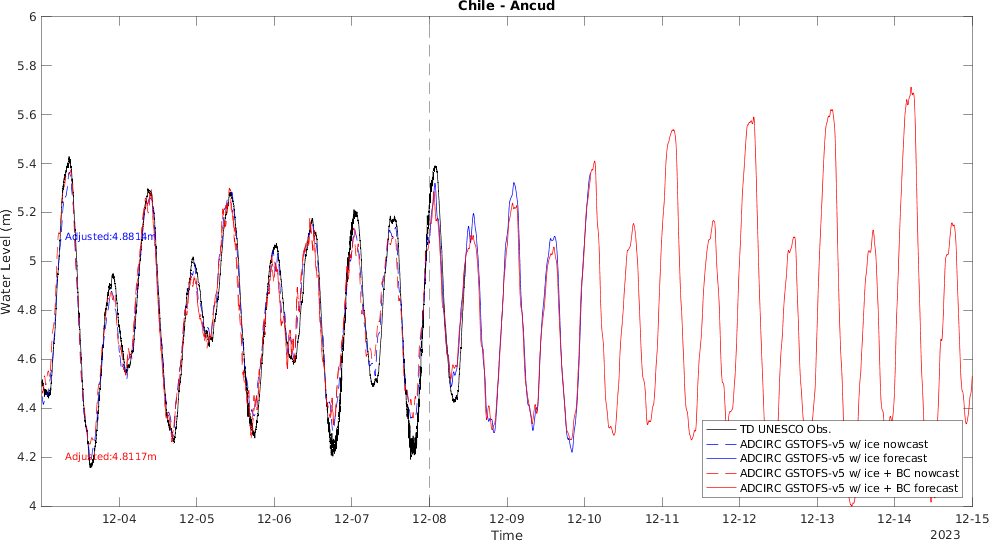 Chile - Ancud
6
5.8
5.6
5.4
5.2
5
4.8
4.6
4.4
4.2
4
Water Level (m)
Adjusted:4.8814m
Adjusted:4.8117m
TD UNESCO Obs.
ADCIRC GSTOFS-v5 w/ ice nowcast
ADCIRC GSTOFS-v5 w/ ice forecast
ADCIRC GSTOFS-v5 w/ ice + BC nowcast
ADCIRC GSTOFS-v5 w/ ice + BC forecast
12-04 12-05 12-06 12-07 12-08 12-09 12-10 12-11 12-12 12-13 12-14 12-15
Time
2023